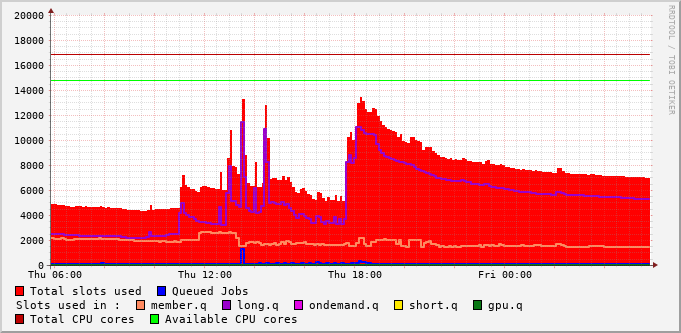 RRDTOOL / TOBI OETIKER
20000
18000
16000
14000
12000
10000
8000
6000
4000
2000
0
Thu 06:00 Thu 12:00 Thu 18:00 Fri 00:00
Total slots used Queued Jobs
Slots used in : member.q long.q ondemand.q short.q gpu.q
Total CPU cores Available CPU cores